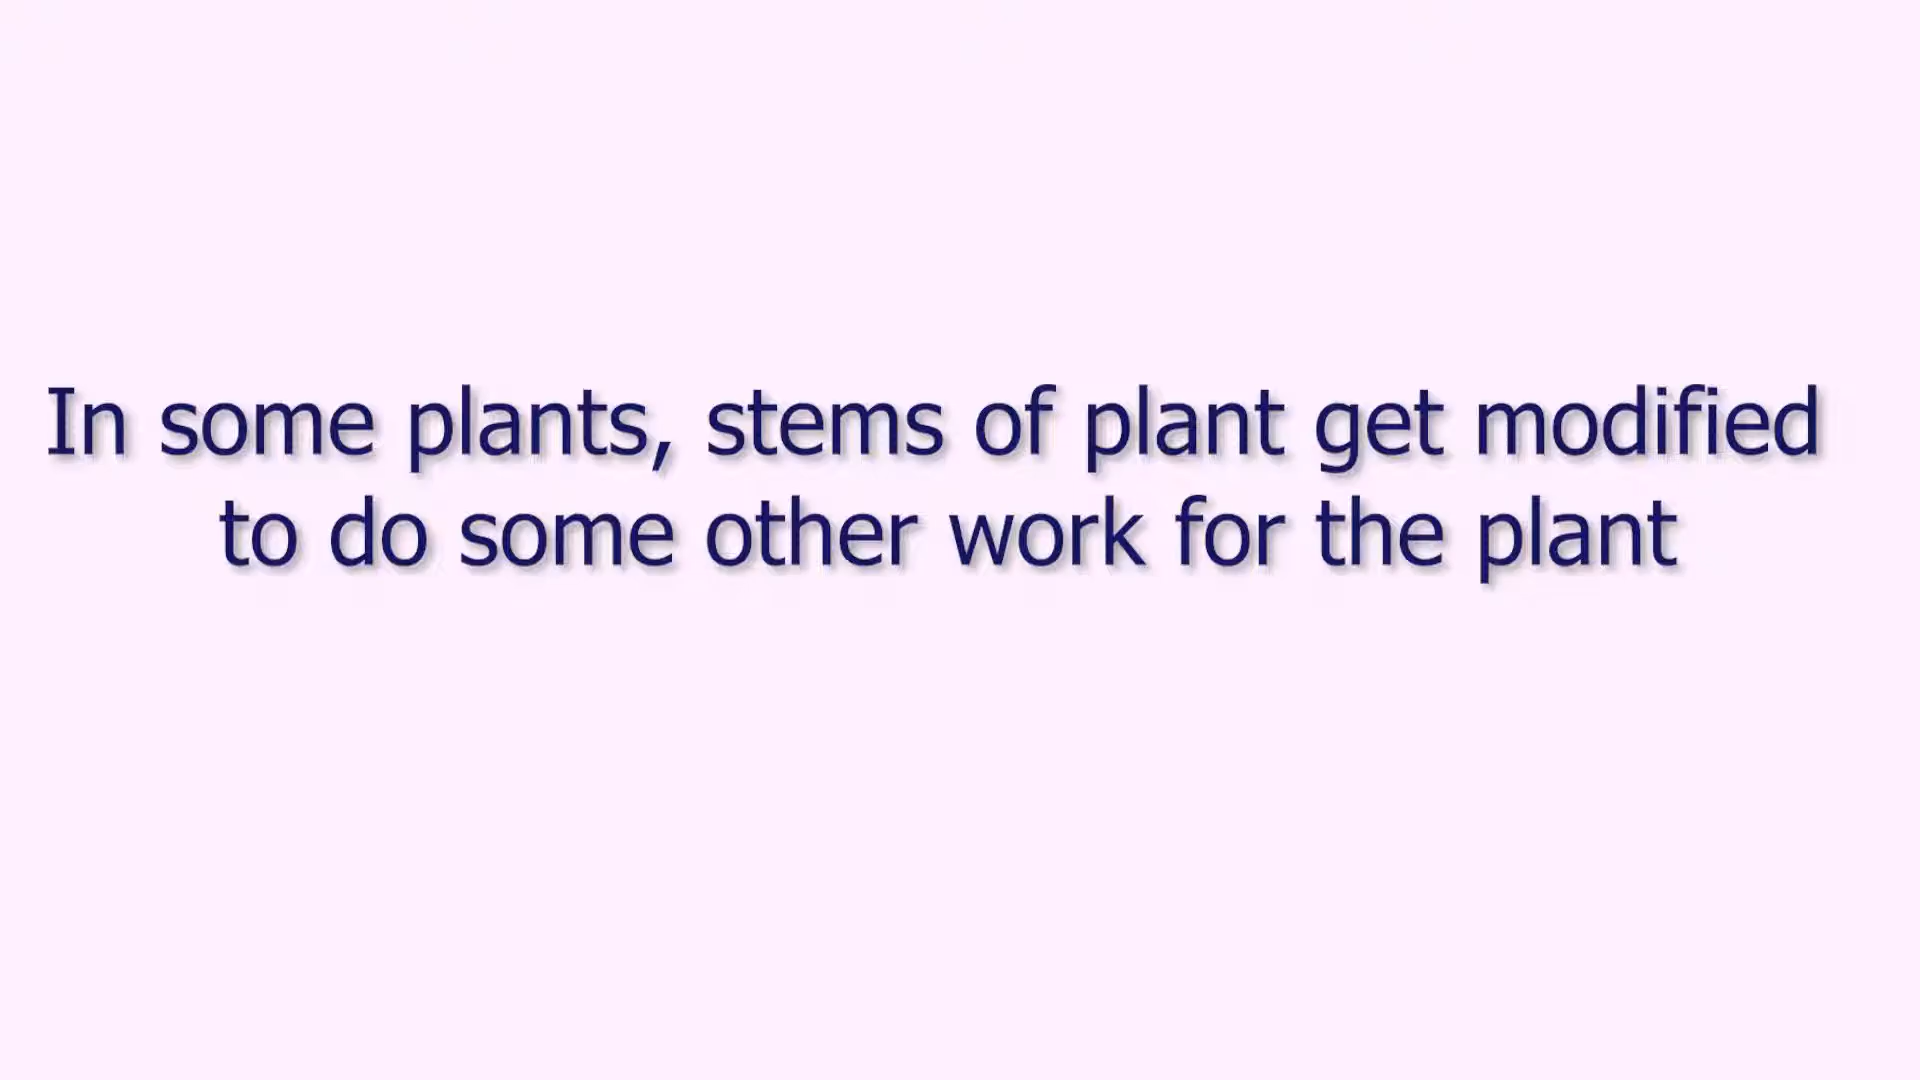 In some plants, stems of plant get modified
to do some other work for the plant